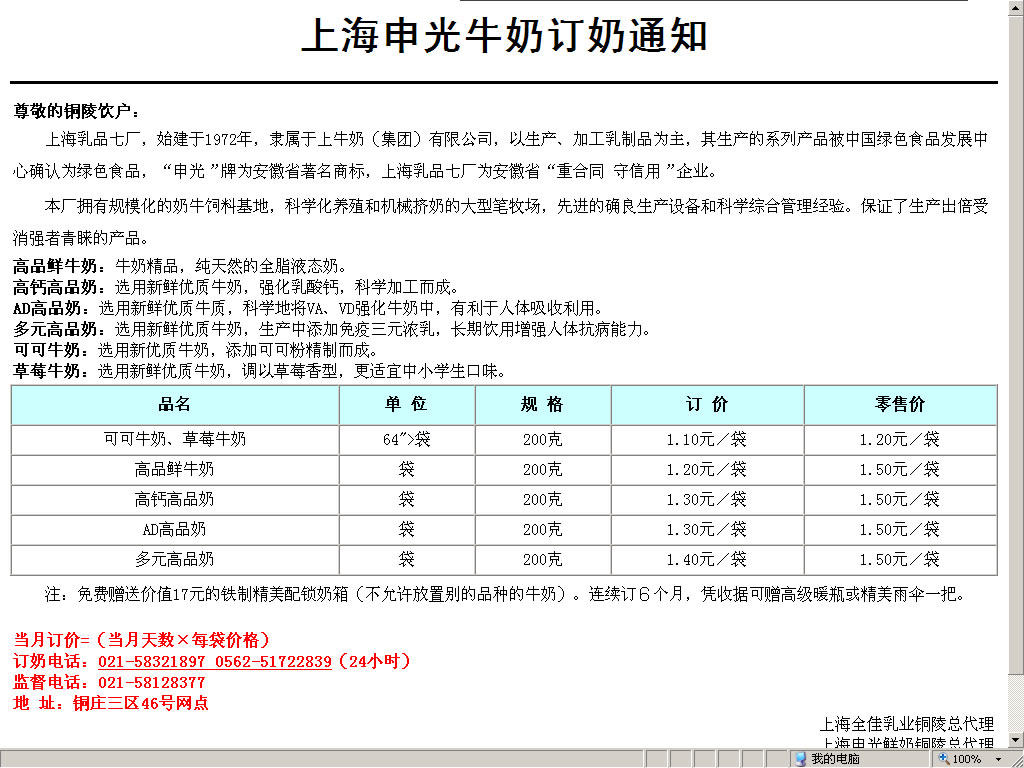 上海申光牛奶订奶通知
尊敬的铜陵饮户：
上海乳品七厂，始建于1972年，隶属于上牛奶（集团）有限公司，以生产、加工乳制品为主，其生产的系列产品被中国绿色食品发展中
心确认为绿色食品，“申光 ”牌为安徽省著名商标，上海乳品七厂为安徽省“重合同 守信用 ”企业。
本厂拥有规模化的奶牛饲料基地，科学化养殖和机械挤奶的大型笔牧场，先进的确良生产设备和科学综合管理经验。保证了生产出倍受
消强者青睐的产品。
高品鲜牛奶：牛奶精品，纯天然的全脂液态奶。
高钙高品奶：选用新鲜优质牛奶，强化乳酸钙，科学加工而成。
AD高品奶：选用新鲜优质牛质，科学地将VA、VD强化牛奶中，有利于人体吸收利用。
多元高品奶：选用新鲜优质牛奶，生产中添加免疫三元浓乳，长期饮用增强人体抗病能力。
可可牛奶：选用新优质牛奶，添加可可粉精制而成。
草莓牛奶：选用新鲜优质牛奶，调以草莓香型，更适宜中小学生口味。
品名 单 位 规 格 订 价 零售价
可可牛奶、草莓牛奶 64">袋 200克 1.10元／袋 1.20元／袋
高品鲜牛奶 袋 200克 1.20元／袋 1.50元／袋
高钙高品奶 袋 200克 1.30元／袋 1.50元／袋
AD高品奶 袋 200克 1.30元／袋 1.50元／袋
多元高品奶 袋 200克 1.40元／袋 1.50元／袋
注：免费赠送价值17元的铁制精美配锁奶箱（不允许放置别的品种的牛奶）。连续订６个月，凭收据可赠高级暖瓶或精美雨伞一把。
当月订价=（当月天数×每袋价格）
订奶电话：021-58321897 0562-51722839（24小时）
监督电话：021-58128377
地 址：铜庄三区46号网点
上海全佳乳业铜陵总代理
上海申光鲜奶铜陵总代理
我的电脑 100%